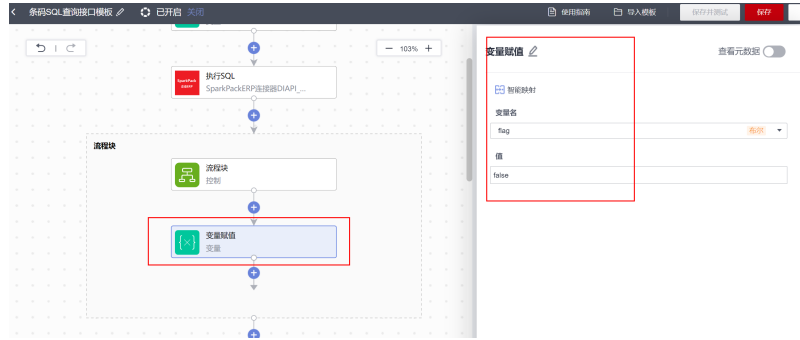 条码SQL查询接口模板
已开启 关闭
使用指南
导入模板
保存并测试
保存
103%
变量赋值
查看元数据
执行SQL
SparkPackERP连接器DIAPI_...
智能映射
变量名
flag
流程块
流程块
控制
值
false
变量赋值
变量